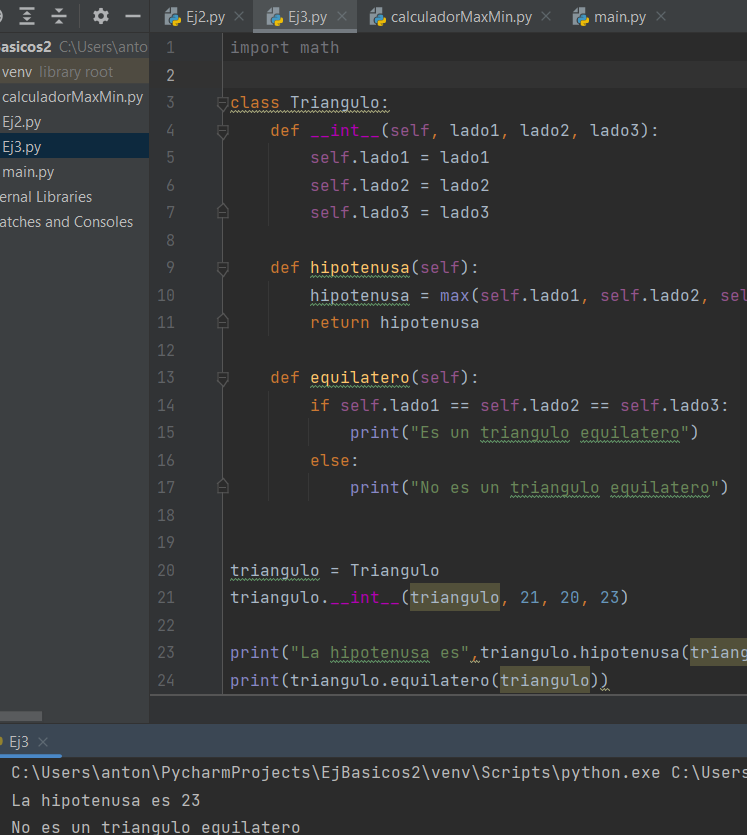 Ej2.py Ej3.py calculadorMaxMin.py main.py
asicos2 C:\Users\anto
venv library root
calculadorMaxMin.py
Ej2.py
Ej3.py
main.py
ernal Libraries
atches and Consoles
1 import math
2
3 class Triangulo:
4 def __int__(self, lado1, lado2, lado3):
5 self.lado1 = lado1
6 self.lado2 = lado2
7 self.lado3 = lado3
8
9 def hipotenusa(self):
10 hipotenusa = max(self.lado1, self.lado2, sel
11 return hipotenusa
12
13 def equilatero(self):
14 if self.lado1 == self.lado2 == self.lado3:
15 print("Es un triangulo equilatero")
16 else:
17 print("No es un triangulo equilatero")
18
19
20 triangulo = Triangulo
21 triangulo.__int__(triangulo, 21, 20, 23)
22
23 print("La hipotenusa es",triangulo.hipotenusa(triang
24 print(triangulo.equilatero(triangulo))
Ej3
C:\Users\anton\PycharmProjects\EjBasicos2\venv\Scripts\python.exe C:\Users
La hipotenusa es 23
No es un triangulo equilatero